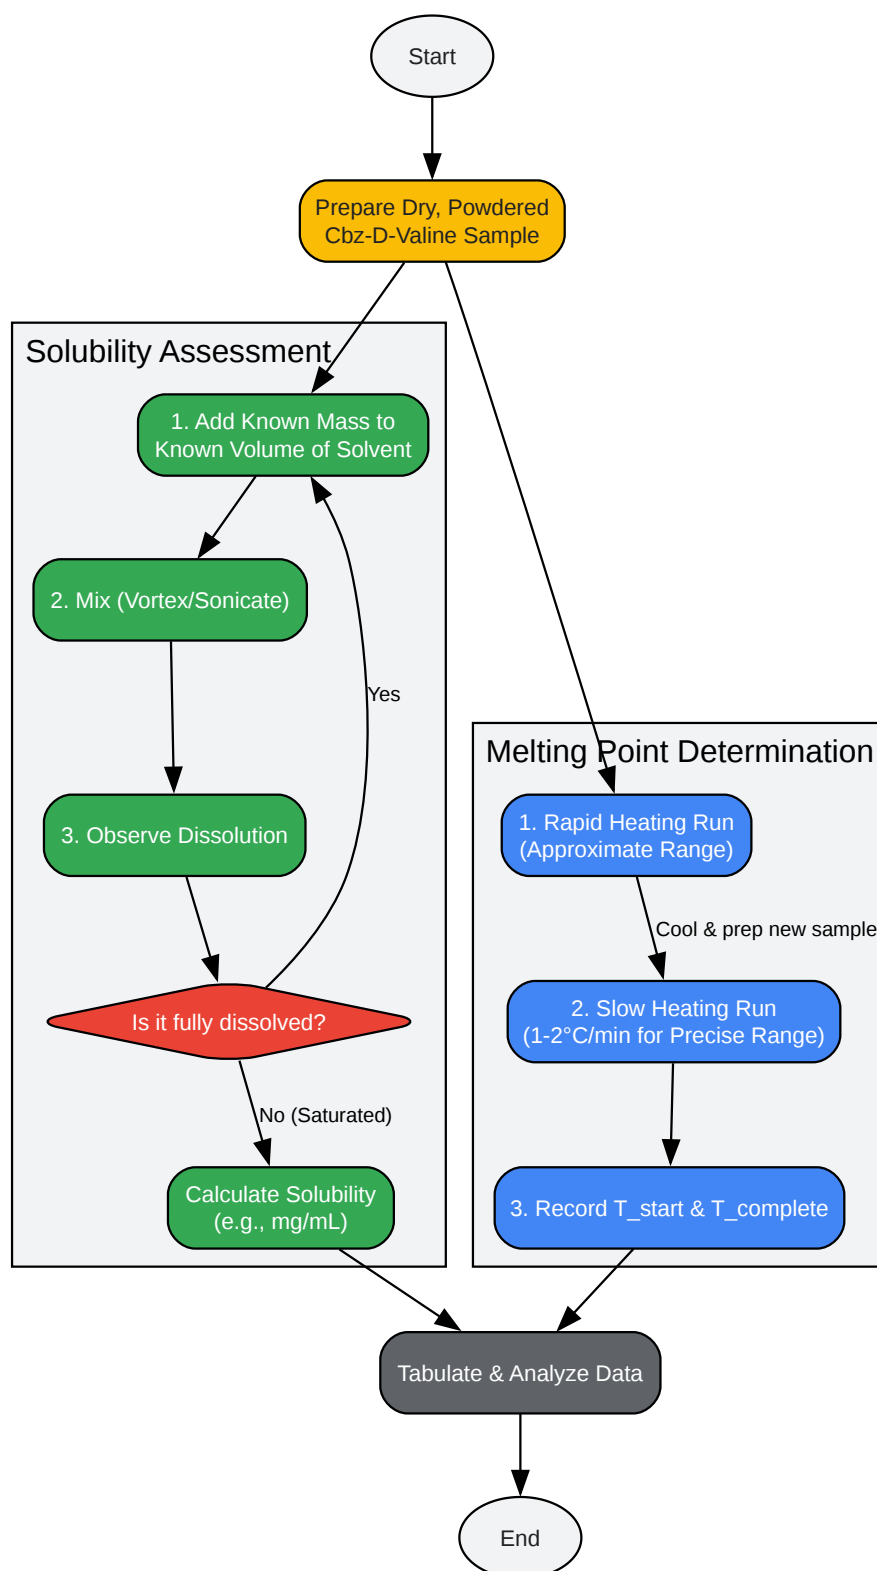 Start
Prepare Dry, Powdered
Cbz-D-Valine Sample
Solubility Assessment
1. Add Known Mass to
Known Volume of Solvent
2. Mix (Vortex/Sonicate)
Yes
3. Observe Dissolution
Is it fully dissolved?
No (Saturated)
Calculate Solubility
(e.g., mg/mL)
Melting Point Determination
1. Rapid Heating Run
(Approximate Range)
Cool & prep new sample
2. Slow Heating Run
(1-2°C/min for Precise Range)
3. Record T_start & T_complete
Tabulate & Analyze Data
End